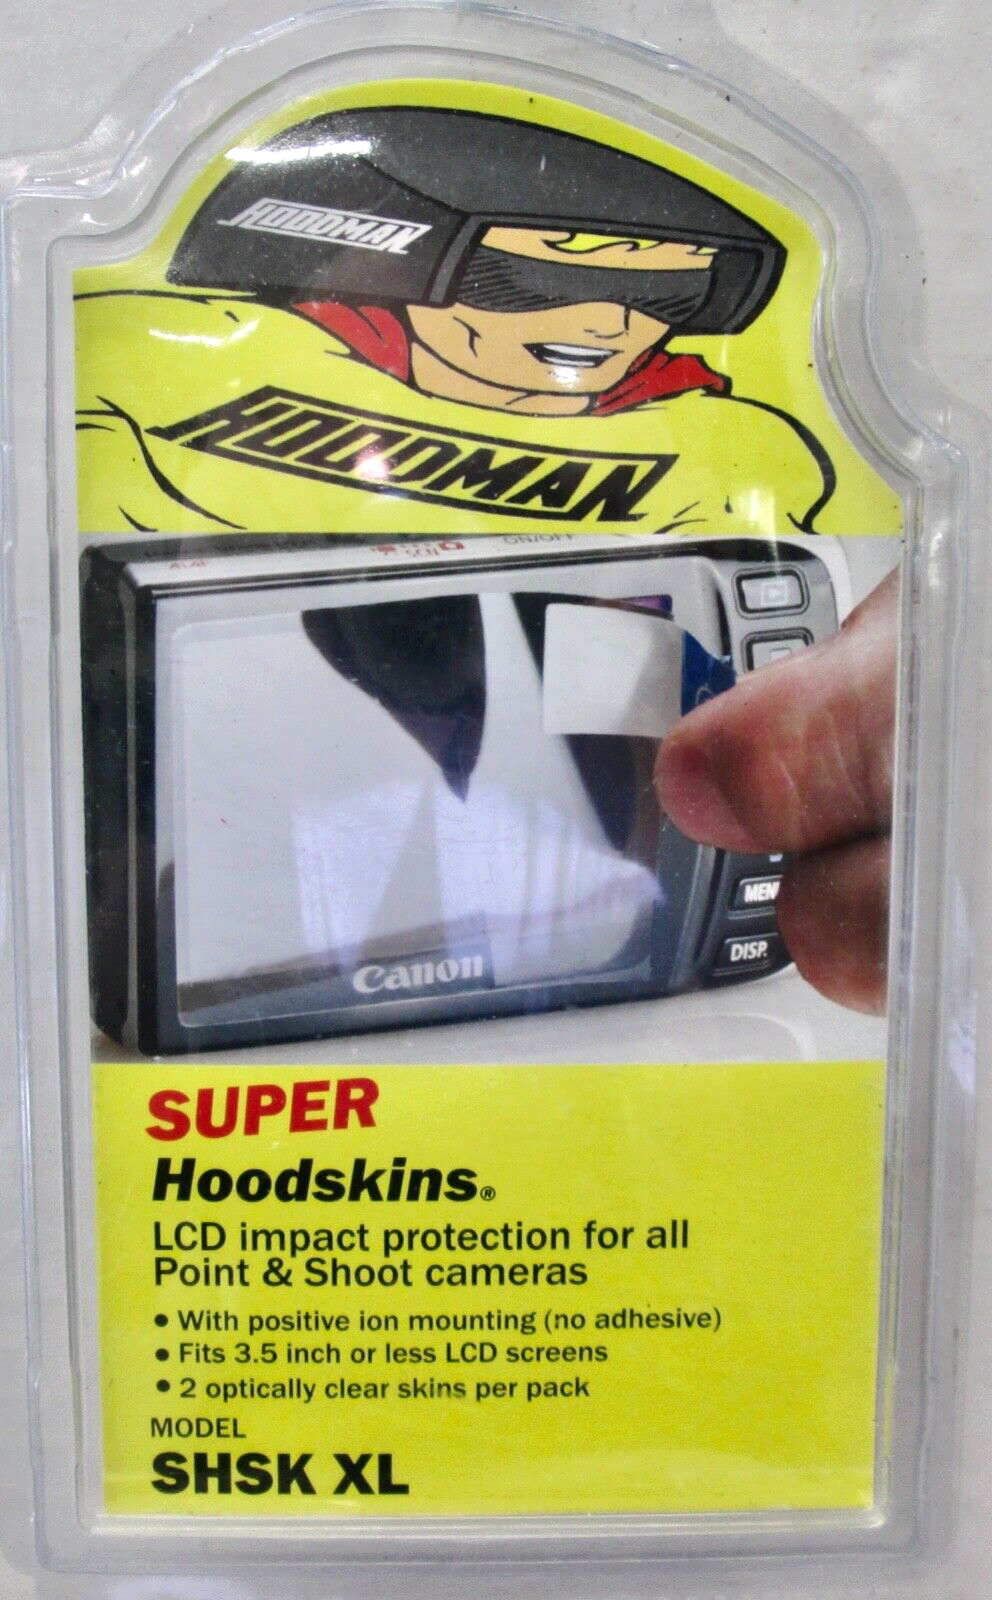 HOODMAN
HOODMAN
ON/OFF
SCN
MENU
DISP.
Canon
SUPER
Hoodskins®
LCD impact protection for all
Point & Shoot cameras
• With positive ion mounting (no adhesive)
• Fits 3.5 inch or less LCD screens
• 2 optically clear skins per pack
MODEL
SHSK XL